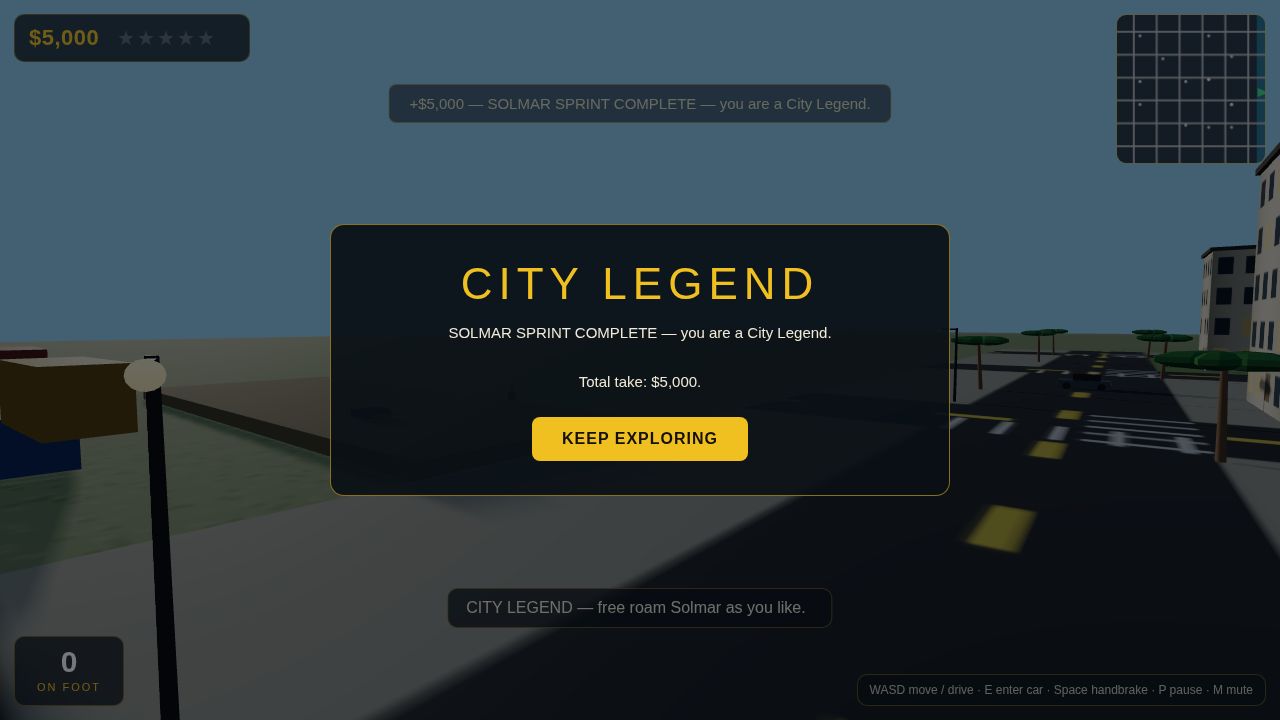 $5,000 ★★★★★
+$5,000 — SOLMAR SPRINT COMPLETE — you are a City Legend.
CITY LEGEND
SOLMAR SPRINT COMPLETE — you are a City Legend.
Total take: $5,000.
KEEP EXPLORING
CITY LEGEND — free roam Solmar as you like.
0
ON FOOT
WASD move / drive · E enter car · Space handbrake · P pause · M mute